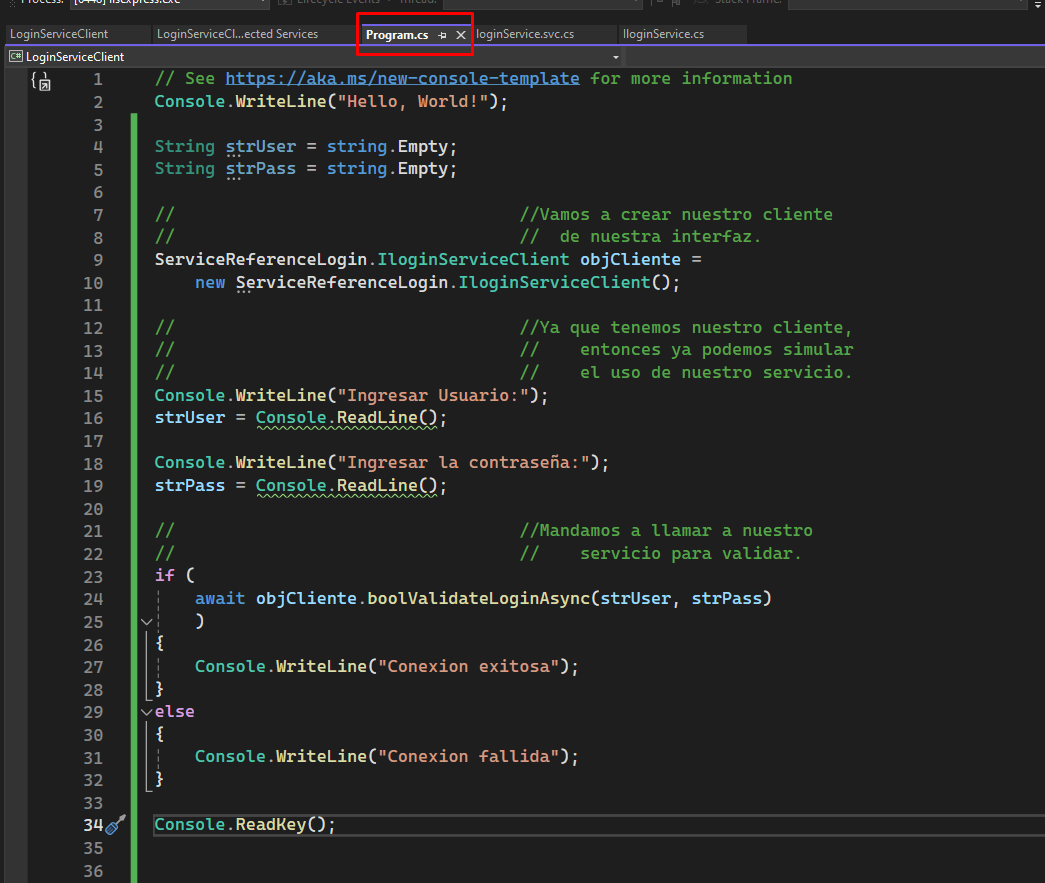 Process: [6440] iisexpress.exe Lifecycle Events Thread: Stack Frame:
LoginServiceClient LoginServiceCl...ected Services Program.cs loginService.svc.cs IloginService.cs
C# LoginServiceClient
1 // See https://aka.ms/new-console-template for more information
2 Console.WriteLine("Hello, World!");
3
4 String strUser = string.Empty;
5 String strPass = string.Empty;
6
7 // //Vamos a crear nuestro cliente
8 // // de nuestra interfaz.
9 ServiceReferenceLogin.IloginServiceClient objCliente =
10 new ServiceReferenceLogin.IloginServiceClient();
11
12 // //Ya que tenemos nuestro cliente,
13 // // entonces ya podemos simular
14 // // el uso de nuestro servicio.
15 Console.WriteLine("Ingresar Usuario:");
16 strUser = Console.ReadLine();
17
18 Console.WriteLine("Ingresar la contraseña:");
19 strPass = Console.ReadLine();
20
21 // //Mandamos a llamar a nuestro
22 // // servicio para validar.
23 if (
24 await objCliente.boolValidateLoginAsync(strUser, strPass)
25 )
26 {
27 Console.WriteLine("Conexion exitosa");
28 }
29 else
30 {
31 Console.WriteLine("Conexion fallida");
32 }
33
34 Console.ReadKey();
35
36